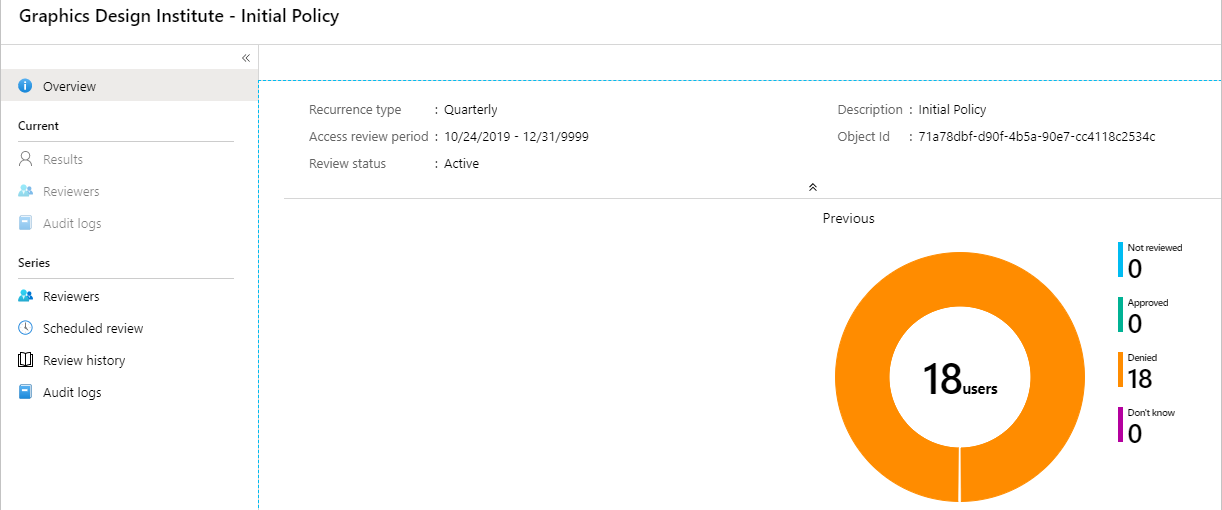 Graphics Design Institute - Initial Policy
«
Overview
Current
Results
Reviewers
Audit logs
Series
Reviewers
Scheduled review
Review history
Audit logs
Recurrence type : Quarterly
Access review period : 10/24/2019 - 12/31/9999
Review status : Active
Description : Initial Policy
Object Id : 71a78dbf-d90f-4b5a-90e7-cc4118c2534c
Previous
18 users
Not reviewed
0
Approved
0
Denied
18
Don't know
0